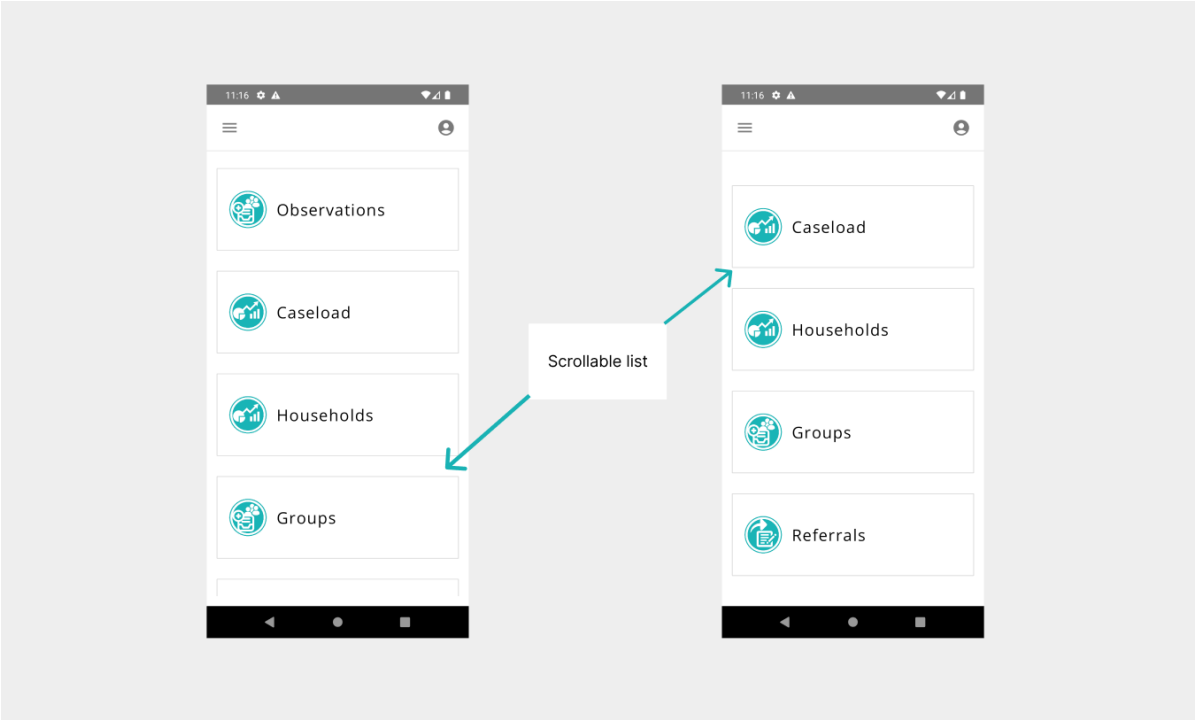 11:16
Observations
Caseload
Households
Groups
Scrollable list
11:16
Caseload
Households
Groups
Referrals